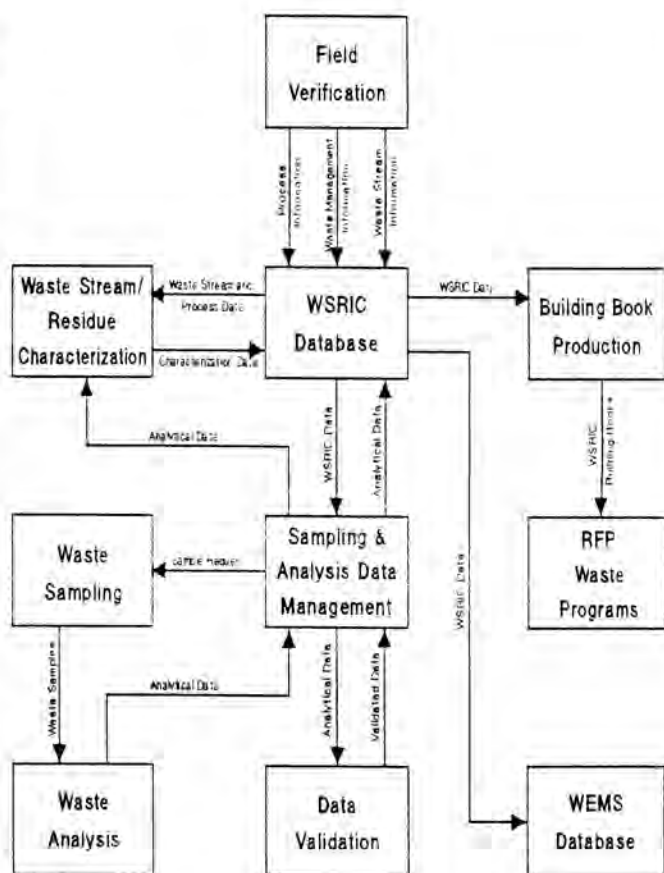 Field
Verification
Process
Information
Waste Management
Information
Waste Stream
Information
Waste Stream/
Residue
Characterization
Waste Stream and
Process Data
Characterization Data
WSRIC
Database
WSRIC Data
Building Book
Production
Analytical Data
WSRIC Data
Analytical Data
WSRIC
Building Books
Waste
Sampling
Sample Request
Sampling &
Analysis Data
Management
WSRIC Data
RFP
Waste
Programs
Waste Samples
Analytical Data
Analytical Data
Validated Data
Waste
Analysis
Data
Validation
WEMS
Database